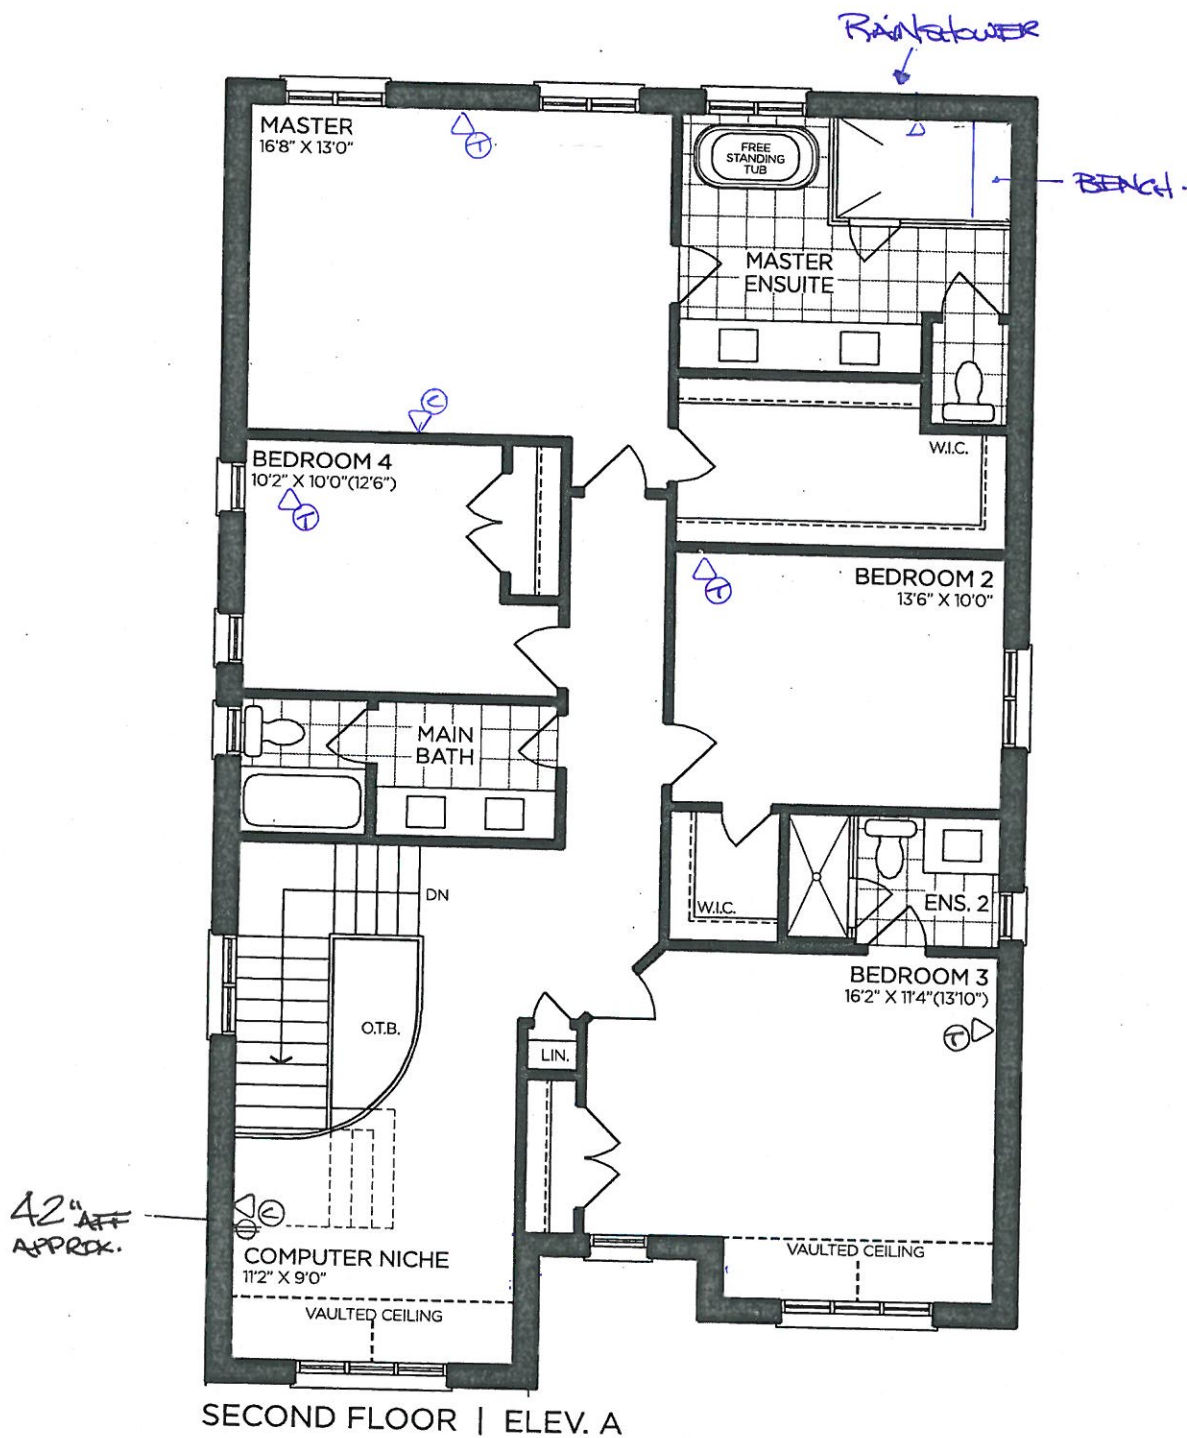 RAINSHOWER
MASTER
16'8" X 13'0"
T
FREE
STANDING
TUB
BENCH.
MASTER
ENSUITE
C
W.I.C.
BEDROOM 4
10'2" X 10'0"(12'6")
T
BEDROOM 2
13'6" X 10'0"
T
MAIN
BATH
DN
W.I.C.
ENS. 2
BEDROOM 3
16'2" X 11'4"(13'10")
T
O.T.B.
LIN.
42" AFF
APPROX.
C
COMPUTER NICHE
11'2" X 9'0"
VAULTED CEILING
VAULTED CEILING
SECOND FLOOR | ELEV. A